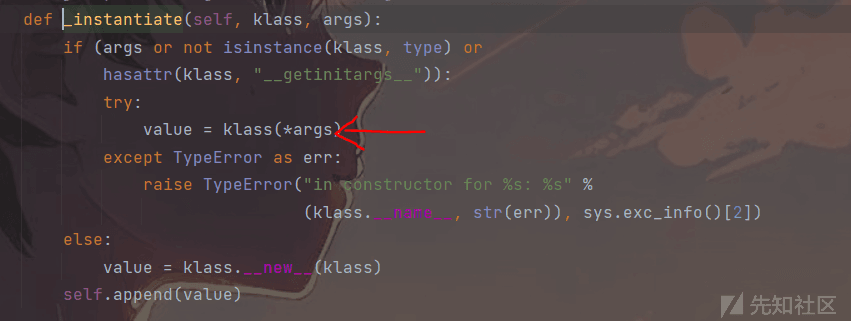 def _instantiate(self, klass, args):
    if (args or not isinstance(klass, type) or
        hasattr(klass, "__getinitargs__")):
        try:
            value = klass(*args)
        except TypeError as err:
            raise TypeError("in constructor for %s: %s" %
                            (klass.__name__, str(err)), sys.exc_info()[2])
    else:
        value = klass.__new__(klass)
    self.append(value)
先知社区